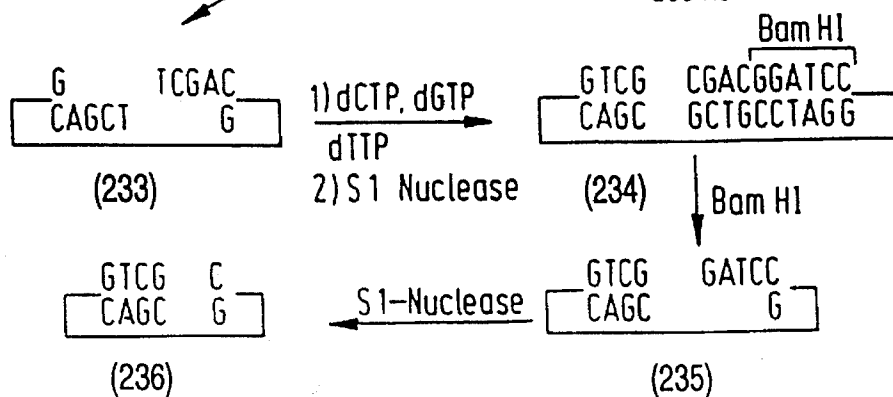 Bam HI
G TCGAC
CAGCT G
1) dCTP, dGTP
dTTP
2) S1 Nuclease
GTCG CGACGGATCC
CAGC GCTGCCTAGG
(233)
(234)
Bam HI
GTCG C
CAGC G
S1-Nuclease
GTCG GATCC
CAGC G
(236)
(235)